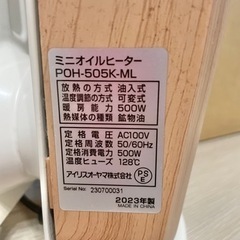 ミニオイルヒーター
POH-505K-ML
放熱の方式 油入式
温度調節の方式 可変式
暖房能力 500W
熱媒体の種類 鉱物油
定格電圧 AC100V
定格周波数 50/60Hz
定格消費電力 500W
温度ヒューズ 128℃
アイリスオーヤマ株式会社
PSE
Serial No: 230700031
2023年製
MADE IN CHINA